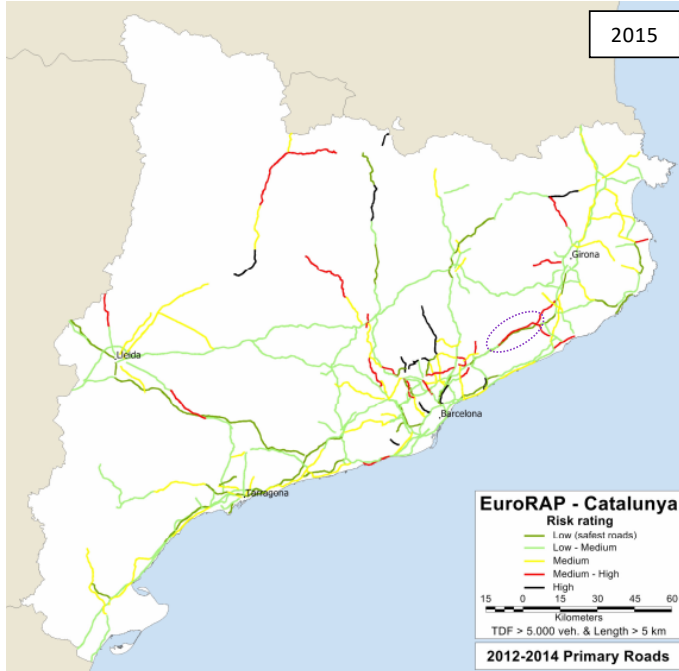 2015
Girona
Lleida
Barcelona
Tarragona
EuroRAP - Catalunya
Risk rating
Low (safest roads)
Low - Medium
Medium
Medium - High
High
15 0 15 30 45 60
Kilometers
TDF > 5.000 veh. & Length > 5 km
2012-2014 Primary Roads